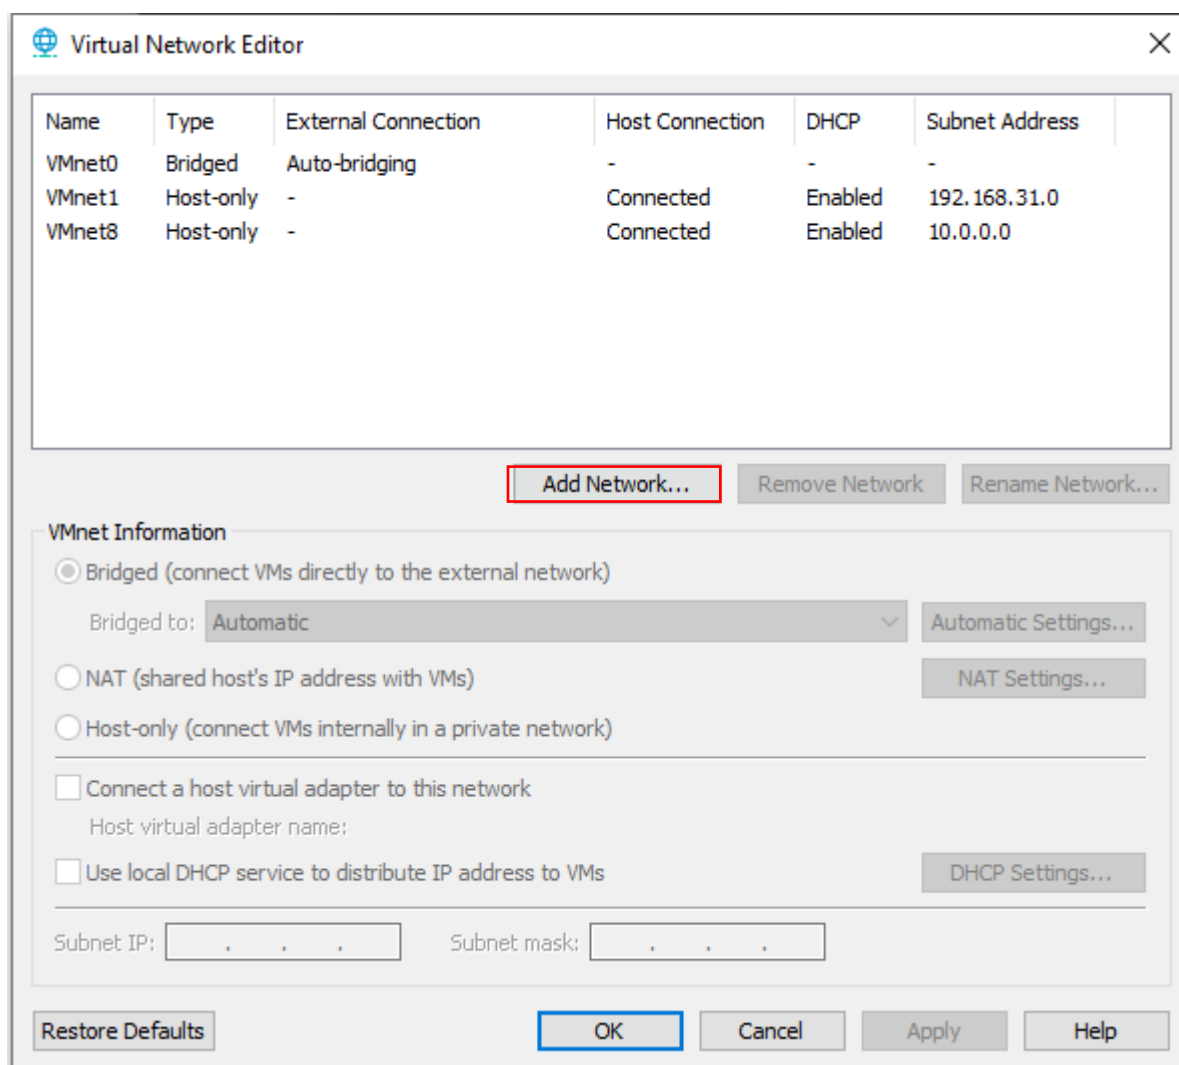 Virtual Network Editor
Name Type External Connection Host Connection DHCP Subnet Address
VMnet0 Bridged Auto-bridging - - -
VMnet1 Host-only - Connected Enabled 192.168.31.0
VMnet8 Host-only - Connected Enabled 10.0.0.0
Add Network... Remove Network Rename Network...
VMnet Information
Bridged (connect VMs directly to the external network)
Bridged to: Automatic Automatic Settings...
NAT (shared host's IP address with VMs) NAT Settings...
Host-only (connect VMs internally in a private network)
Connect a host virtual adapter to this network
Host virtual adapter name:
Use local DHCP service to distribute IP address to VMs DHCP Settings...
Subnet IP: . . . Subnet mask: . . .
Restore Defaults OK Cancel Apply Help